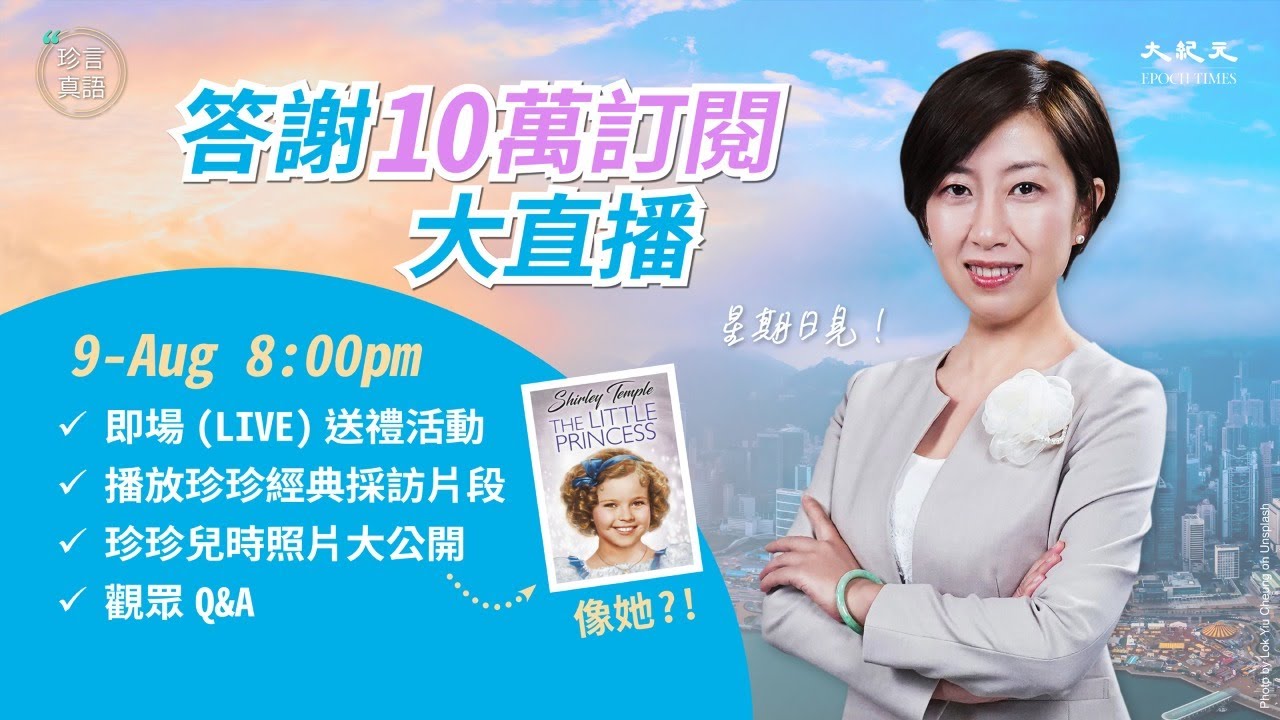 珍言
真語
大紀元
EPOCH TIMES
答謝10萬訂閱
大直播
星期日見！
9-Aug 8:00pm
✓ 即場 (LIVE) 送禮活動
✓ 播放珍珍經典採訪片段
✓ 珍珍兒時照片大公開
✓ 觀眾 Q&A
Shirley Temple
THE LITTLE
PRINCESS
像她?!
Photo by Lok Yiu Cheung on Unsplash